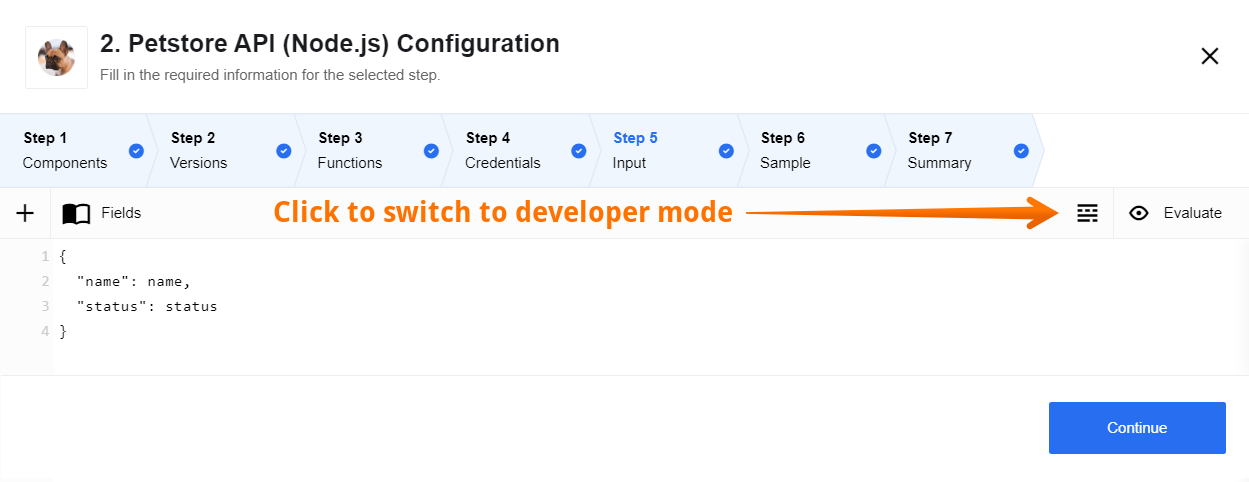 2. Petstore API (Node.js) Configuration
Fill in the required information for the selected step.
Step 1
Components
Step 2
Versions
Step 3
Functions
Step 4
Credentials
Step 5
Input
Step 6
Sample
Step 7
Summary
Fields
Click to switch to developer mode
Evaluate
1 {
2   "name": name,
3   "status": status
4 }
Continue